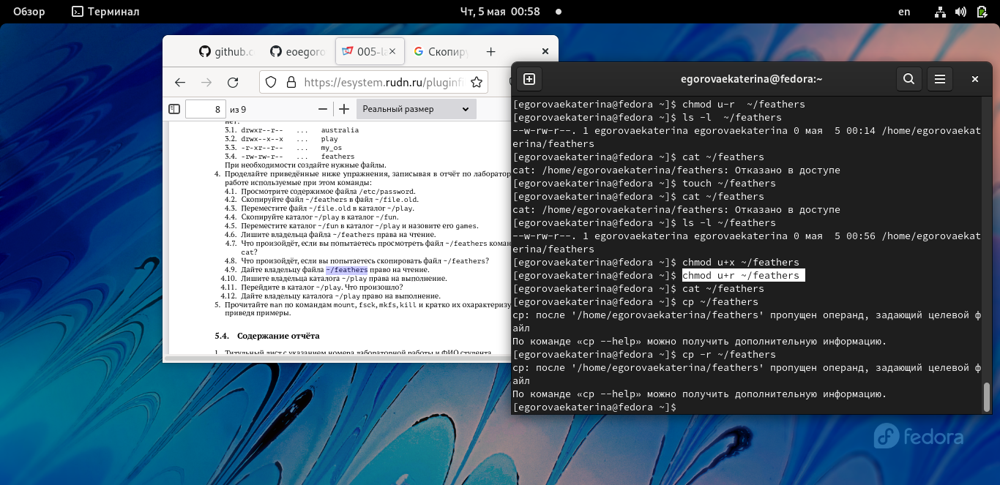 Обзор
Терминал
Чт, 5 мая 00:58
en
github.c
eoegoro
005-la
Скопиру
https://esystem.rudn.ru/pluginfi
8 из 9
Реальный размер
нет:
3.1. drwxr--r-- ... australia
3.2. drwx--x--x ... play
3.3. -r-xr--r-- ... my_os
3.4. -rw-rw-r-- ... feathers
При необходимости создайте нужные файлы.
4. Проделайте приведённые ниже упражнения, записывая в отчёт по лаборатор
работе используемые при этом команды:
4.1. Просмотрите содержимое файла /etc/password.
4.2. Скопируйте файл ~/feathers в файл ~/file.old.
4.3. Переместите файл ~/file.old в каталог ~/play.
4.4. Скопируйте каталог ~/play в каталог ~/fun.
4.5. Переместите каталог ~/fun в каталог ~/play и назовите его games.
4.6. Лишите владельца файла ~/feathers права на чтение.
4.7. Что произойдёт, если вы попытаетесь просмотреть файл ~/feathers коман
cat?
4.8. Что произойдёт, если вы попытаетесь скопировать файл ~/feathers?
4.9. Дайте владельцу файла ~/feathers право на чтение.
4.10. Лишите владельца каталога ~/play права на выполнение.
4.11. Перейдите в каталог ~/play. Что произошло?
4.12. Дайте владельцу каталога ~/play право на выполнение.
5. Прочитайте man по командам mount, fsck, mkfs, kill и кратко их охарактеризу
приведя примеры.
5.4. Содержание отчёта
1. Титульный лист с указанием номера лабораторной работы и ФИО студента
egorovaekaterina@fedora:~
[egorovaekaterina@fedora ~]$ chmod u-r  ~/feathers
[egorovaekaterina@fedora ~]$ ls -l  ~/feathers
--w-rw-r--. 1 egorovaekaterina egorovaekaterina 0 мая  5 00:14 /home/egorovaekat
erina/feathers
[egorovaekaterina@fedora ~]$ cat ~/feathers
cat: /home/egorovaekaterina/feathers: Отказано в доступе
[egorovaekaterina@fedora ~]$ touch ~/feathers
[egorovaekaterina@fedora ~]$ cat ~/feathers
cat: /home/egorovaekaterina/feathers: Отказано в доступе
[egorovaekaterina@fedora ~]$ ls -l ~/feathers
--w-rw-r--. 1 egorovaekaterina egorovaekaterina 0 мая  5 00:56 /home/egorovaekat
erina/feathers
[egorovaekaterina@fedora ~]$ chmod u+x ~/feathers
[egorovaekaterina@fedora ~]$ chmod u+r ~/feathers
[egorovaekaterina@fedora ~]$ cat ~/feathers
[egorovaekaterina@fedora ~]$ cp ~/feathers
cp: после '/home/egorovaekaterina/feathers' пропущен операнд, задающий целевой ф
айл
По команде «cp --help» можно получить дополнительную информацию.
[egorovaekaterina@fedora ~]$ cp -r ~/feathers
cp: после '/home/egorovaekaterina/feathers' пропущен операнд, задающий целевой ф
айл
По команде «cp --help» можно получить дополнительную информацию.
[egorovaekaterina@fedora ~]$
fedora